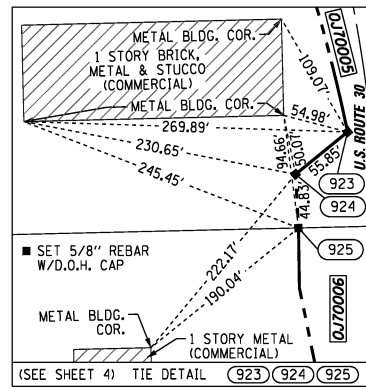 METAL BLDG. COR.
1 STORY BRICK,
METAL & STUCCO
(COMMERCIAL)
METAL BLDG. COR.
109.07'
OJ70005
U.S. ROUTE 30
54.98'
269.89'
230.65'
245.45'
94.66'
50.07'
55.85'
44.83'
923
924
925
■ SET 5/8" REBAR
W/D.O.H. CAP
222.17'
190.04'
OJ70006
METAL BLDG.
COR.
1 STORY METAL
(COMMERCIAL)
(SEE SHEET 4) TIE DETAIL 923 924 925